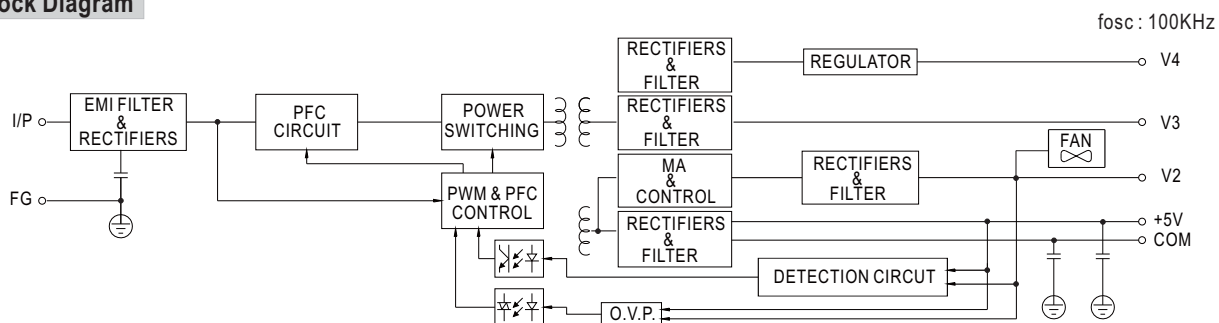 ock Diagram
fosc : 100KHz
RECTIFIERS
&
FILTER
REGULATOR
V4
I/P
EMI FILTER
&
RECTIFIERS
PFC
CIRCUIT
POWER
SWITCHING
RECTIFIERS
&
FILTER
V3
FAN
MA
&
CONTROL
RECTIFIERS
&
FILTER
V2
FG
PWM & PFC
CONTROL
RECTIFIERS
&
FILTER
+5V
COM
DETECTION CIRCUT
O.V.P.